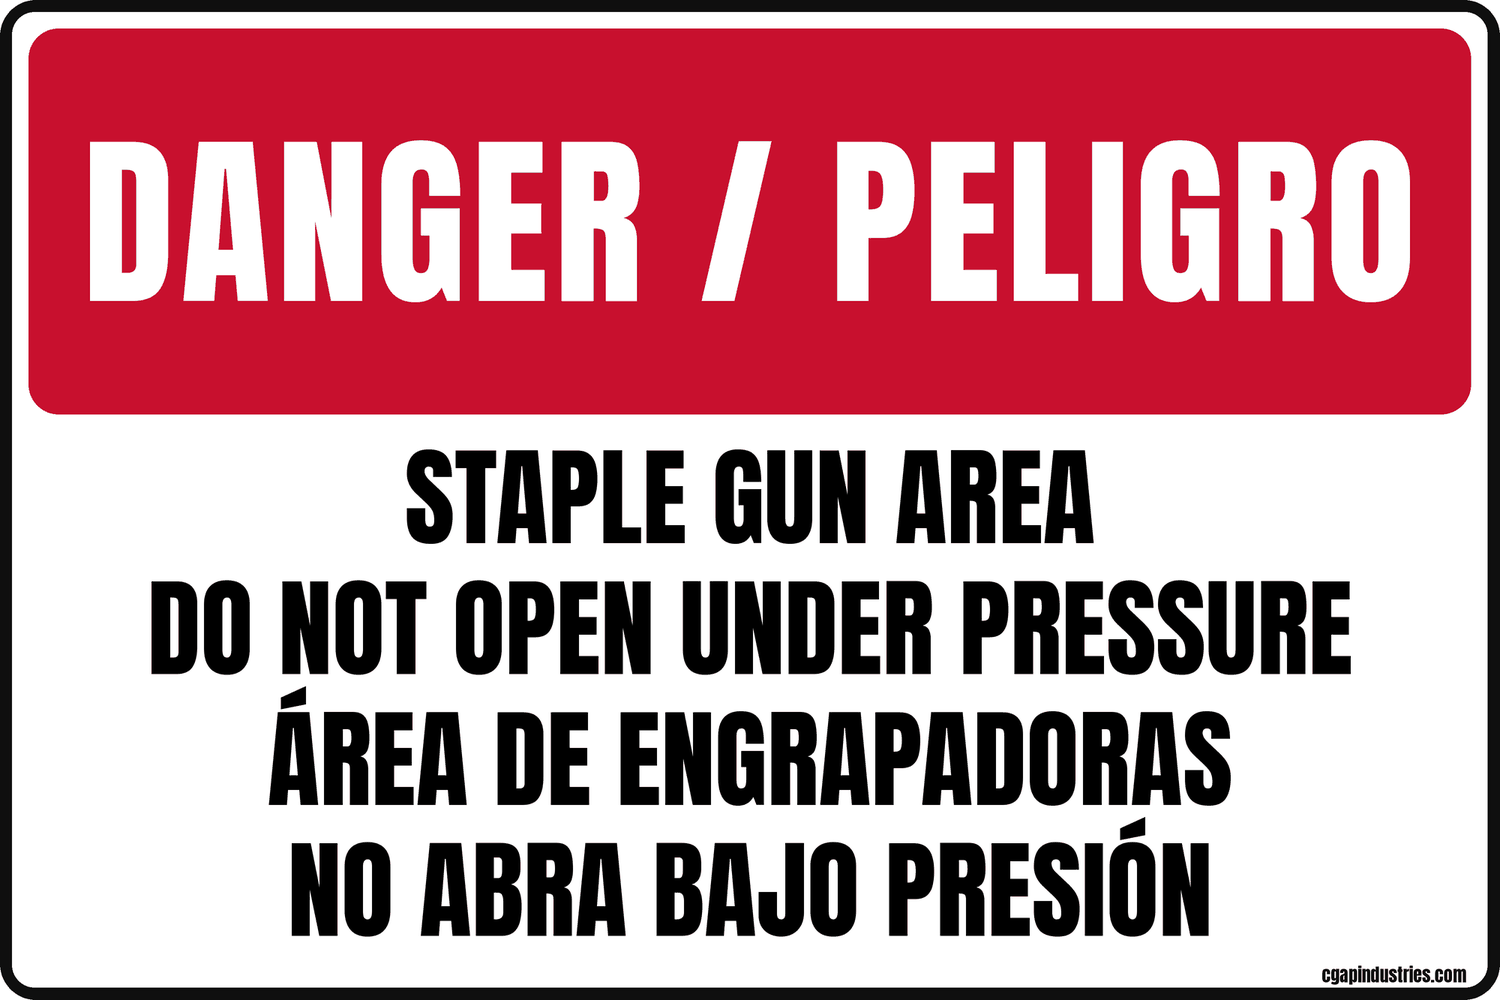 DANGER / PELIGRO
STAPLE GUN AREA
DO NOT OPEN UNDER PRESSURE
ÁREA DE ENGRAPADORAS
NO ABRA BAJO PRESIÓN
cgapindustries.com